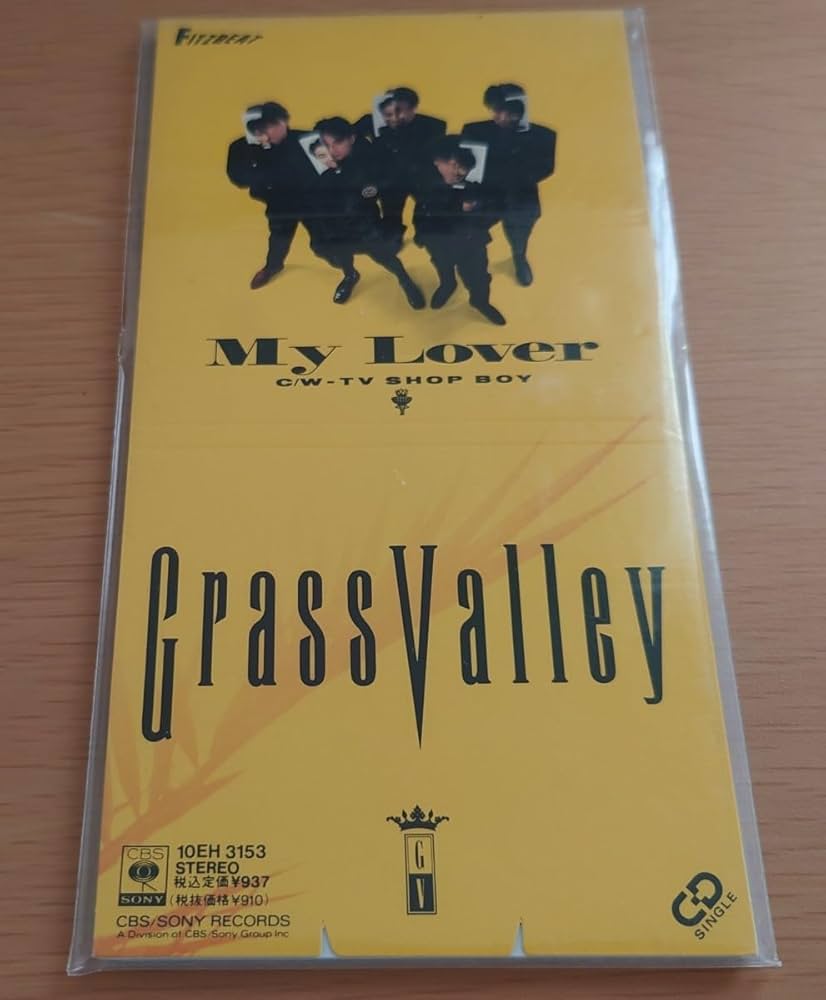 FITZBEAT
My Lover
C/W-TV SHOP BOY
GrassValley
G
V
CBS
SONY
10EH 3153
STEREO
税込定価¥937
(税抜価格¥910)
CBS/SONY RECORDS
A Division of CBS/Sony Group Inc
CD
SINGLE